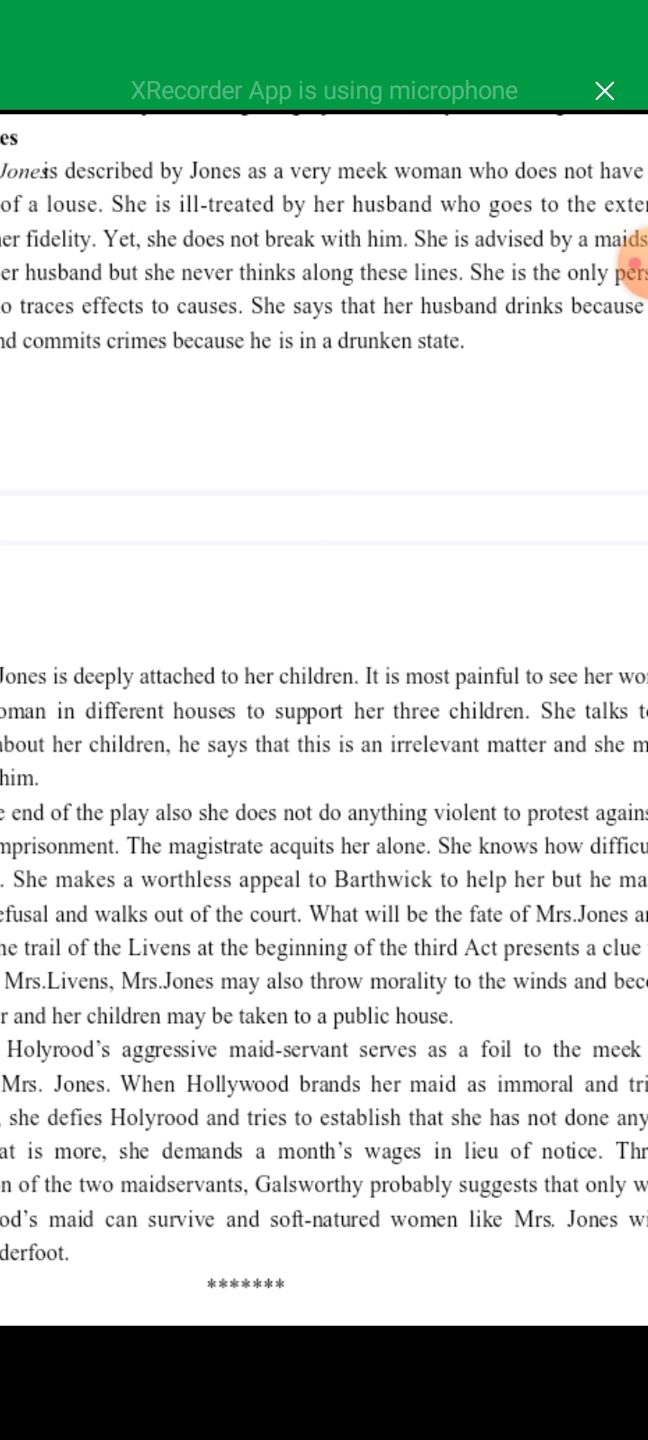 XRecorder App is using microphone
es
Jones is described by Jones as a very meek woman who does not have
of a louse. She is ill-treated by her husband who goes to the exte
er fidelity. Yet, she does not break with him. She is advised by a maids
er husband but she never thinks along these lines. She is the only pers
o traces effects to causes. She says that her husband drinks because
nd commits crimes because he is in a drunken state.
Jones is deeply attached to her children. It is most painful to see her wo
oman in different houses to support her three children. She talks t
about her children, he says that this is an irrelevant matter and she m
him.
e end of the play also she does not do anything violent to protest agains
mprisonment. The magistrate acquits her alone. She knows how difficu
. She makes a worthless appeal to Barthwick to help her but he ma
efusal and walks out of the court. What will be the fate of Mrs.Jones a
he trail of the Livens at the beginning of the third Act presents a clue
Mrs.Livens, Mrs.Jones may also throw morality to the winds and bec
r and her children may be taken to a public house.
Holyrood's aggressive maid-servant serves as a foil to the meek
Mrs. Jones. When Hollywood brands her maid as immoral and tri
, she defies Holyrood and tries to establish that she has not done any
at is more, she demands a month's wages in lieu of notice. Thr
n of the two maidservants, Galsworthy probably suggests that only w
od's maid can survive and soft-natured women like Mrs. Jones wi
derfoot.
*******